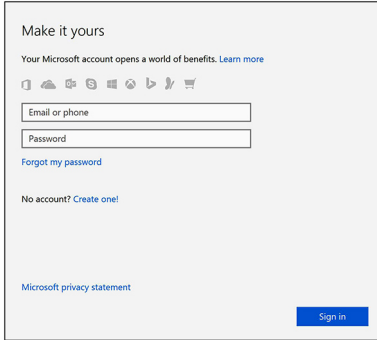 Make it yours
Your Microsoft account opens a world of benefits. Learn more
Email or phone
Password
Forgot my password
No account? Create one!
Microsoft privacy statement
Sign in